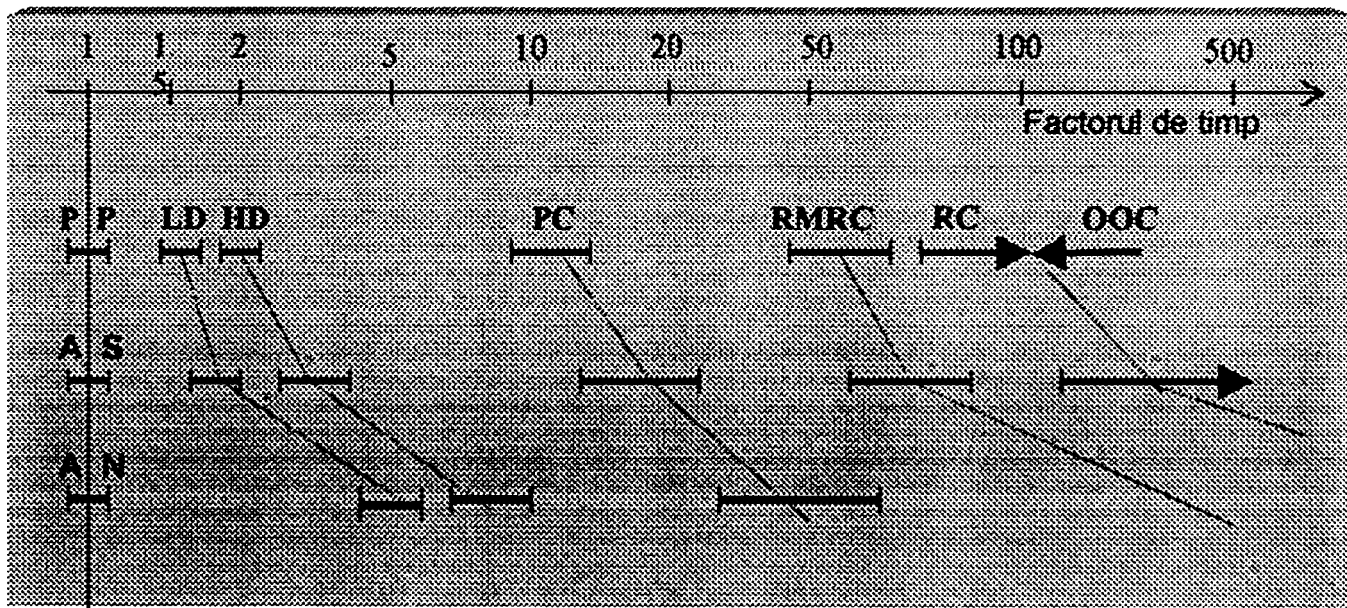 1 1 2 5 10 20 50 100 500
5
Factorul de timp
P P LD HD PC RMRC RC OOC
A S
A N